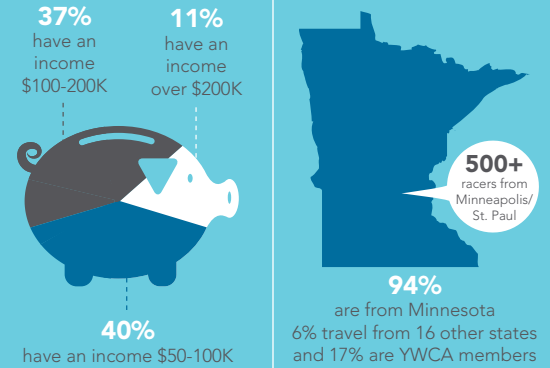 37%
have an
income
$100-200K
11%
have an
income
over $200K
40%
have an income $50-100K
500+
racers from
Minneapolis/
St. Paul
94%
are from Minnesota
6% travel from 16 other states
and 17% are YWCA members